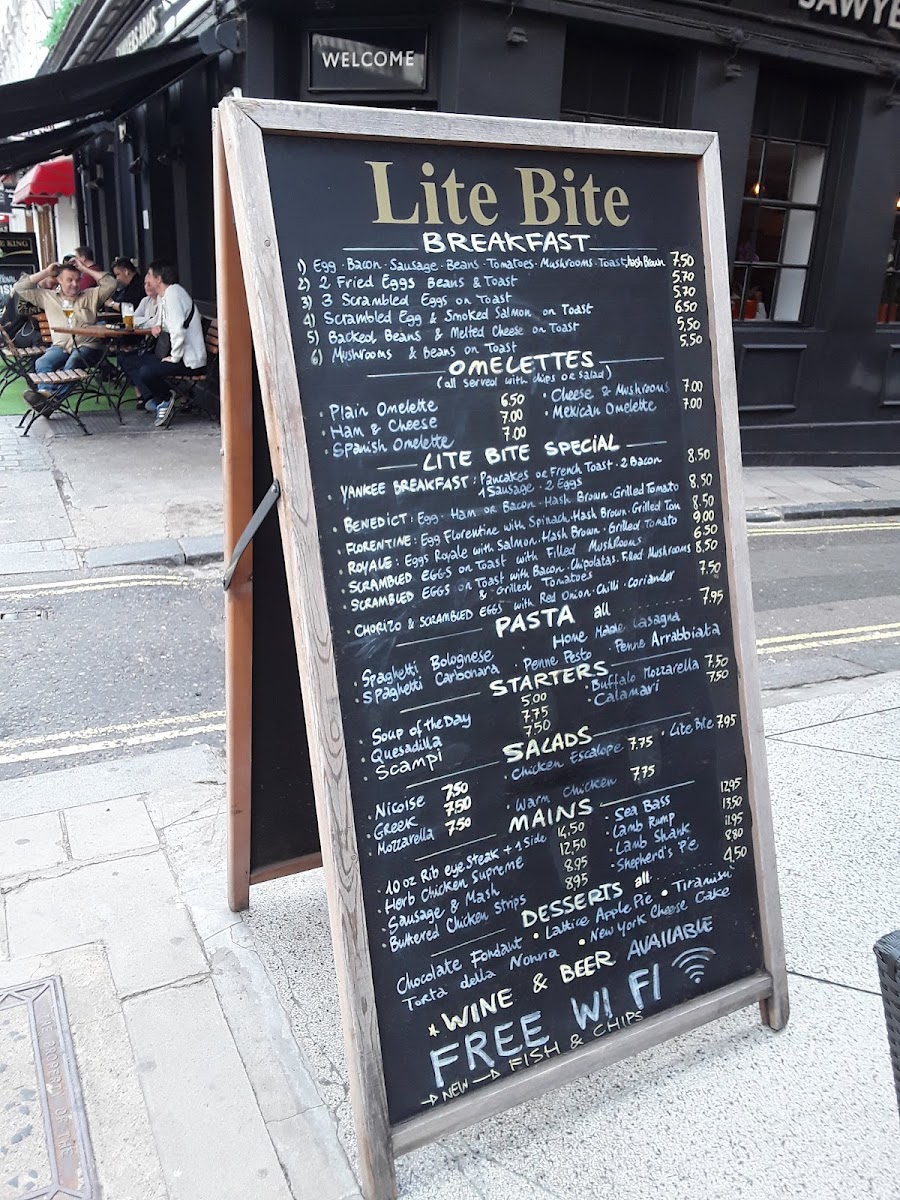 SAWYE
WELCOME
E KING
Lite Bite
BREAKFAST
1) Egg · Bacon · Sausage · Beans · Tomatoes · Mushrooms · Toast, Hash Brown 7.50
2) 2 Fried Eggs Beans & Toast 5.70
3) 3 Scrambled Eggs on Toast 5.70
4) Scrambled Egg & Smoked Salmon on Toast 6.50
5) Backed Beans & Melted Cheese on Toast 5,50
6) Mushrooms & Beans on Toast 5.50
OMELETTES
(all served with chips or salad)
· Plain Omelette 6.50 · Cheese & Mushrooms 7.00
· Ham & Cheese 7.00 · Mexican Omelette 7.00
· Spanish Omelette 7.00
LITE BITE SPECIAL
· YANKEE BREAKFAST : Pancakes or French Toast · 2 Bacon 8.50
1 Sausage · 2 Eggs
· BENEDICT : Egg · Ham or Bacon · Hash Brown · Grilled Tomato 8.50
· FLORENTINE : Egg Florentine with Spinach · Hash Brown · Grilled Tom 8.50
· ROYALE : Eggs Royale with Salmon · Hash Brown · Grilled Tomato 9.00
· SCRAMBLED EGGS on Toast with Filled Mushrooms 6.50
· SCRAMBLED EGGS on Toast with Bacon · Chipolatas · Filled Mushrooms 8.50
& Grilled Tomatoes
· CHORIZO & SCRAMBLED EGGS with Red Onion · Chilli · Coriander 7.50
PASTA all 7.95
· Spaghetti Bolognese · Home Made Lasagna
· Spaghetti Carbonara · Penne Pesto · Penne Arrabbiata
STARTERS
· Soup of the Day 5.00 · Buffalo Mozzarella 7.50
· Quesadilla 7.75 · Calamari 7.50
· Scampi 7.50
SALADS
· Nicoise 7.50 · Chicken Escalope 7.75 · Lite Bite 7.95
· Greek 7.50 · Warm Chicken 7.75
· Mozzarella 7.50
MAINS
· 10 oz Rib eye Steak + 1 Side 14,50 · Sea Bass 12.95
· Herb Chicken Supreme 12.50 · Lamb Rump 13.50
· Sausage & Mash 8.95 · Lamb Shank 11.95
· Buttered Chicken Strips 8.95 · Shepherd's Pie 8.80
DESSERTS all 4,50
Chocolate Fondant · Lattice Apple Pie · Tiramisu
Torta della Nonna · New York Cheese Cake
* WINE & BEER AVAILABLE
FREE WI FI
→ NEW → FISH & CHIPS